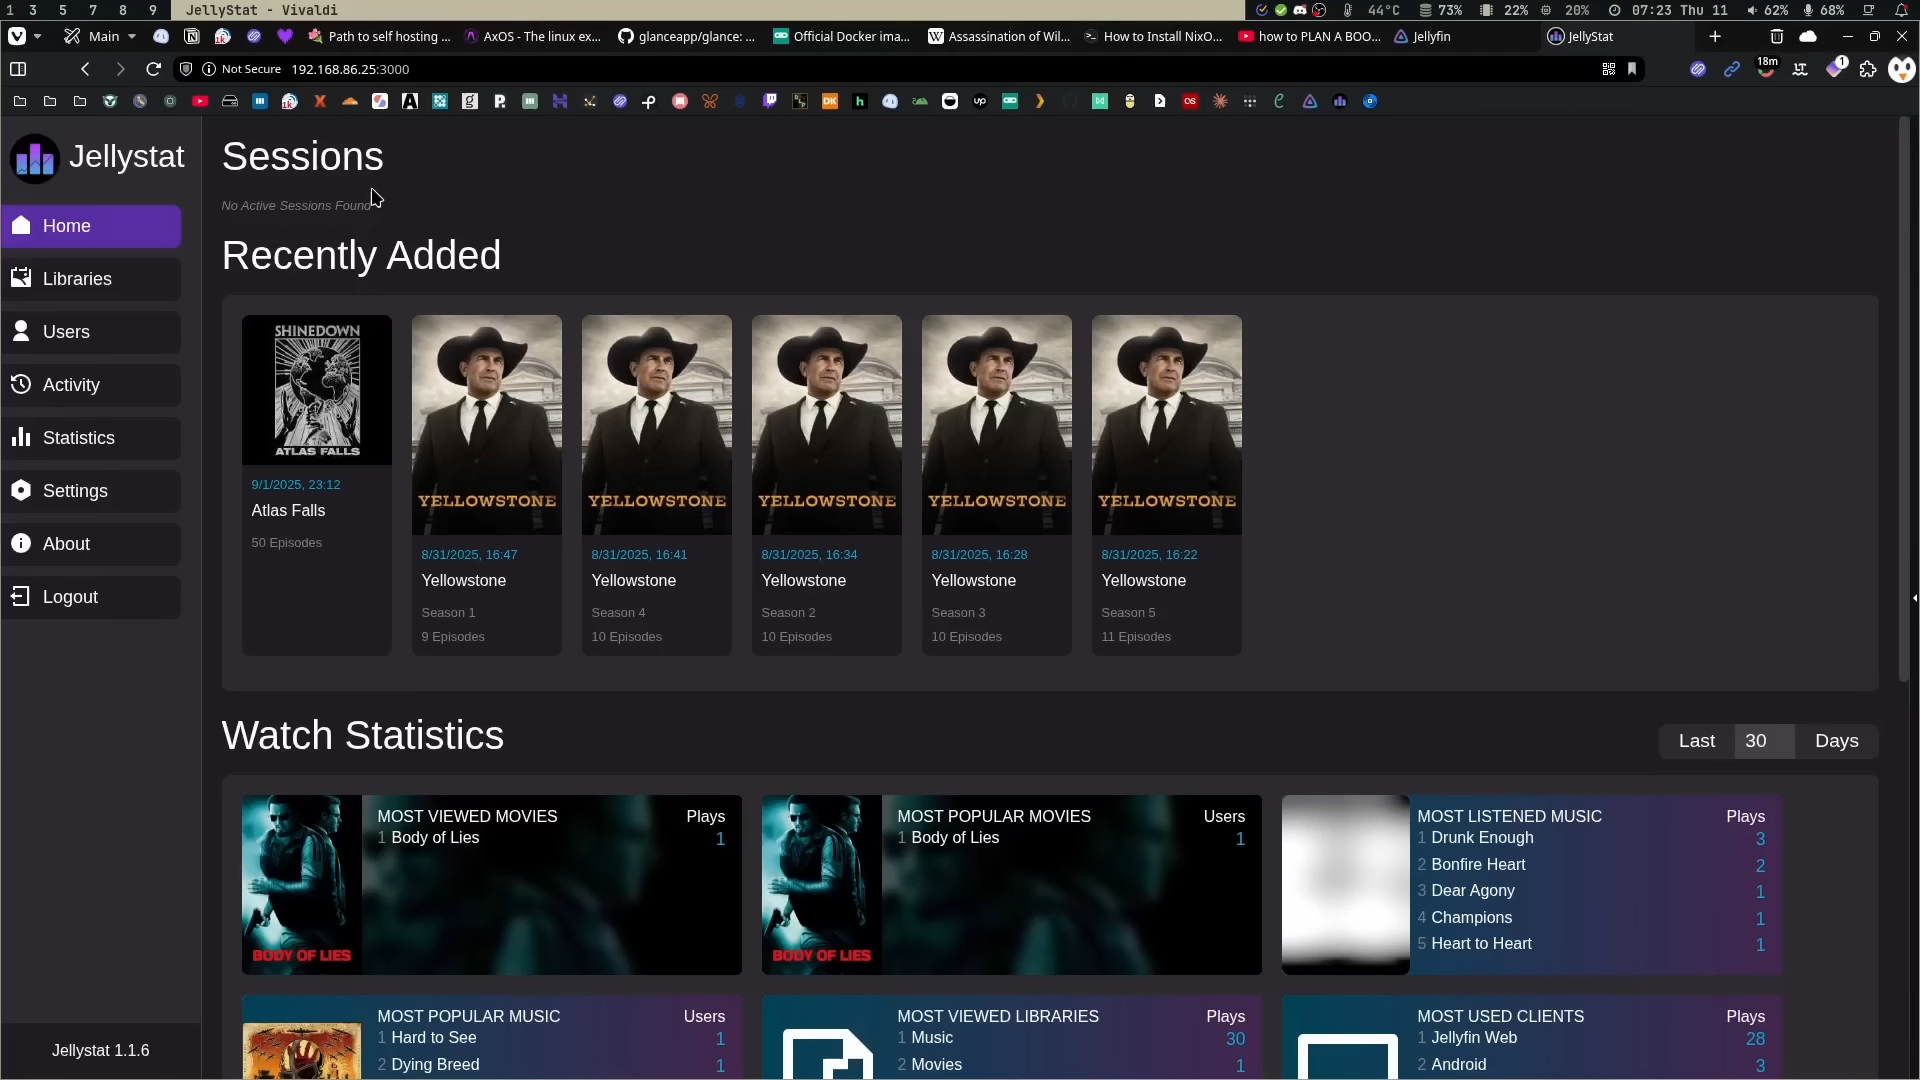 1 3 5 7 8 9 JellyStat - Vivaldi 44°C 73% 22% 20% 07:23 Thu 11 62% 68%
Main Path to self hosting ... AxOS - The linux ex... glanceapp/glance: ... Official Docker ima... Assassination of Wil... How to Install NixO... how to PLAN A BOO... Jellyfin JellyStat
Not Secure 192.168.86.25:3000 18m 1
Jellystat
Home
Libraries
Users
Activity
Statistics
Settings
About
Logout
Jellystat 1.1.6
Sessions
No Active Sessions Found
Recently Added
SHINEDOWN
ATLAS FALLS
9/1/2025, 23:12
Atlas Falls
50 Episodes
YELLOWSTONE
8/31/2025, 16:47
Yellowstone
Season 1
9 Episodes
YELLOWSTONE
8/31/2025, 16:41
Yellowstone
Season 4
10 Episodes
YELLOWSTONE
8/31/2025, 16:34
Yellowstone
Season 2
10 Episodes
YELLOWSTONE
8/31/2025, 16:28
Yellowstone
Season 3
10 Episodes
YELLOWSTONE
8/31/2025, 16:22
Yellowstone
Season 5
11 Episodes
Watch Statistics
Last 30 Days
BODY OF LIES
MOST VIEWED MOVIES Plays
1 Body of Lies 1
BODY OF LIES
MOST POPULAR MOVIES Users
1 Body of Lies 1
MOST LISTENED MUSIC Plays
1 Drunk Enough 3
2 Bonfire Heart 2
3 Dear Agony 1
4 Champions 1
5 Heart to Heart 1
MOST POPULAR MUSIC Users
1 Hard to See 1
2 Dying Breed 1
MOST VIEWED LIBRARIES Plays
1 Music 30
2 Movies 1
MOST USED CLIENTS Plays
1 Jellyfin Web 28
2 Android 3